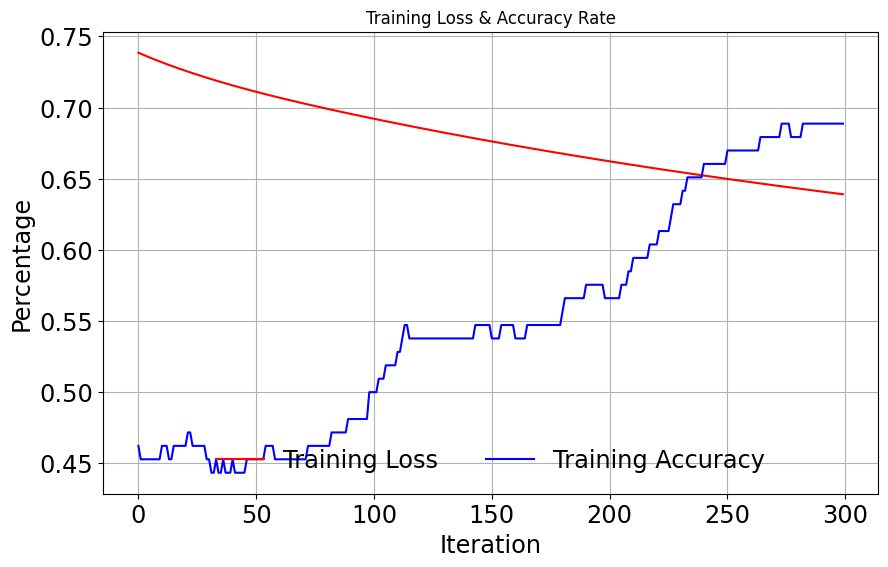 Training Loss & Accuracy Rate
0.75
0.70
0.65
0.60
0.55
0.50
0.45
Percentage
Training Loss
Training Accuracy
0 50 100 150 200 250 300
Iteration